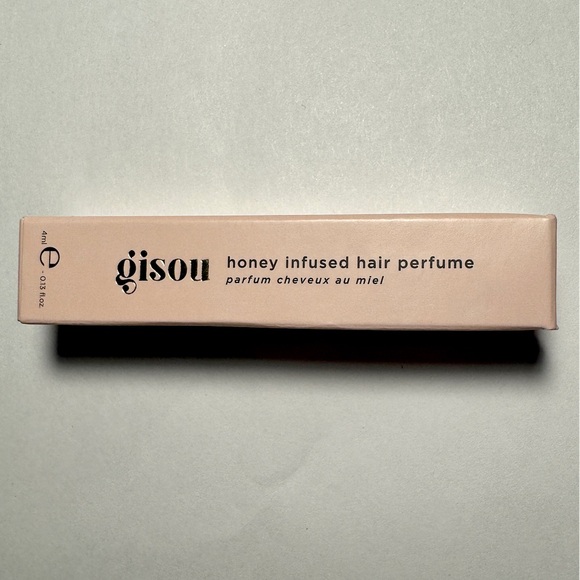 4ml e - 0.13 fl.oz.
gisou
honey infused hair perfume
parfum cheveux au miel